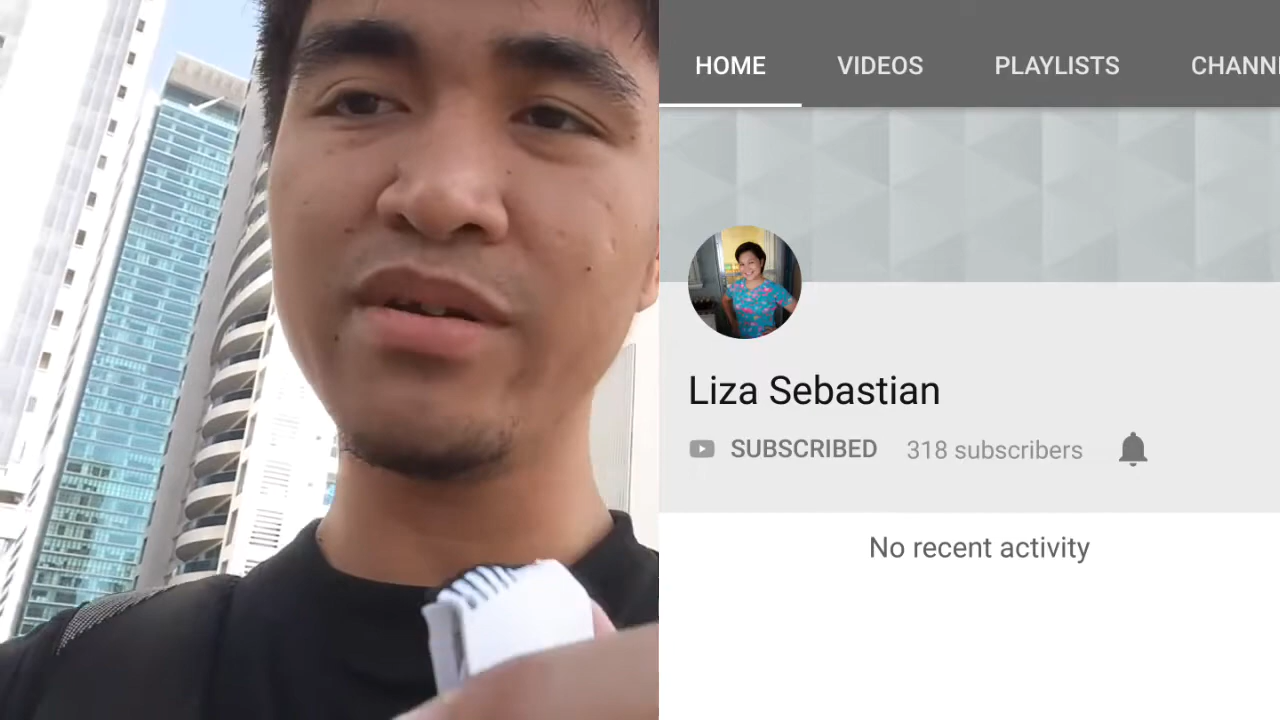 HOME VIDEOS PLAYLISTS CHANN
Liza Sebastian
SUBSCRIBED 318 subscribers
No recent activity